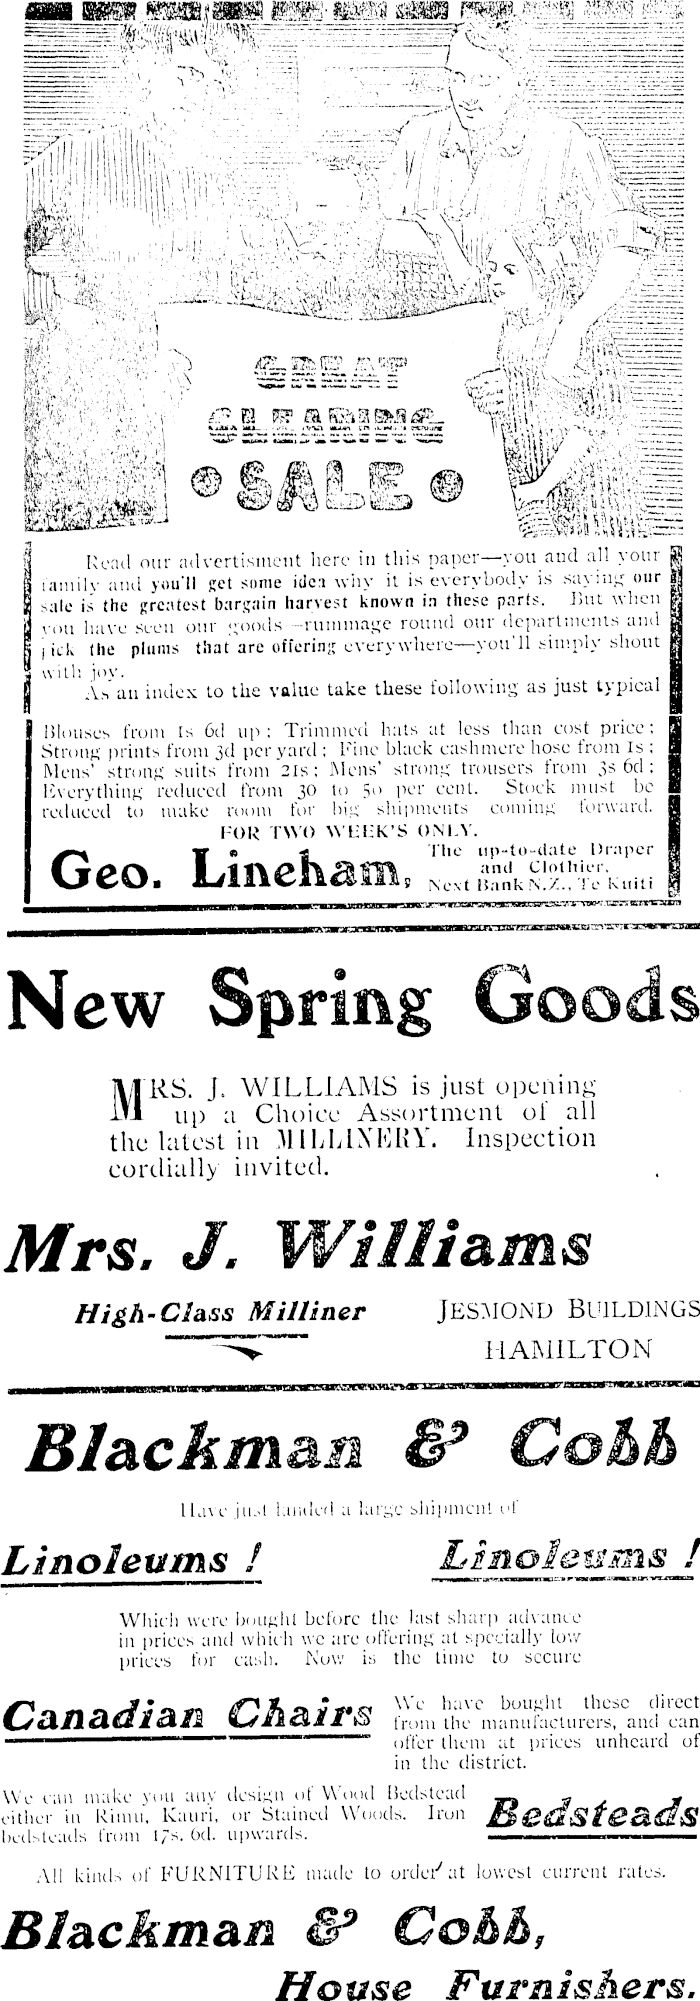 GREAT
CLEARING
SALE
Read our advertisment here in this paper—you and all your
family and you'll get some idea why it is everybody is saying our
sale is the greatest bargain harvest known in these parts. But when
you have seen our goods—rummage round our departments and
pick the plums that are offering everywhere—you'll simply shout
with joy.
As an index to the value take these following as just typical
Blouses from 1s 6d up; Trimmed hats at less than cost price;
Strong prints from 3d per yard; Fine black cashmere hose from 1s;
Mens' strong suits from 21s; Mens' strong trousers from 3s 6d;
Everything reduced from 30 to 50 per cent. Stock must be
reduced to make room for big shipments coming forward.
FOR TWO WEEK'S ONLY.
Geo. Lineham,
The up-to-date Draper
and Clothier,
Next Bank N.Z., Te Kuiti
New Spring Goods
MRS. J. WILLIAMS is just opening
up a Choice Assortment of all
the latest in MILLINERY. Inspection
cordially invited.
Mrs. J. Williams
High-Class Milliner
JESMOND BUILDINGS
HAMILTON
Blackman & Cobb
Have just landed a large shipment of
Linoleums! Linoleums!
Which were bought before the last sharp advance
in prices and which we are offering at specially low
prices for cash. Now is the time to secure
Canadian Chairs
We have bought these direct
from the manufacturers, and can
offer them at prices unheard of
in the district.
We can make you any design of Wood Bedstead
either in Rimu, Kauri, or Stained Woods. Iron
bedsteads from 17s. 6d. upwards.
Bedsteads
All kinds of FURNITURE made to order at lowest current rates.
Blackman & Cobb,
House Furnishers.